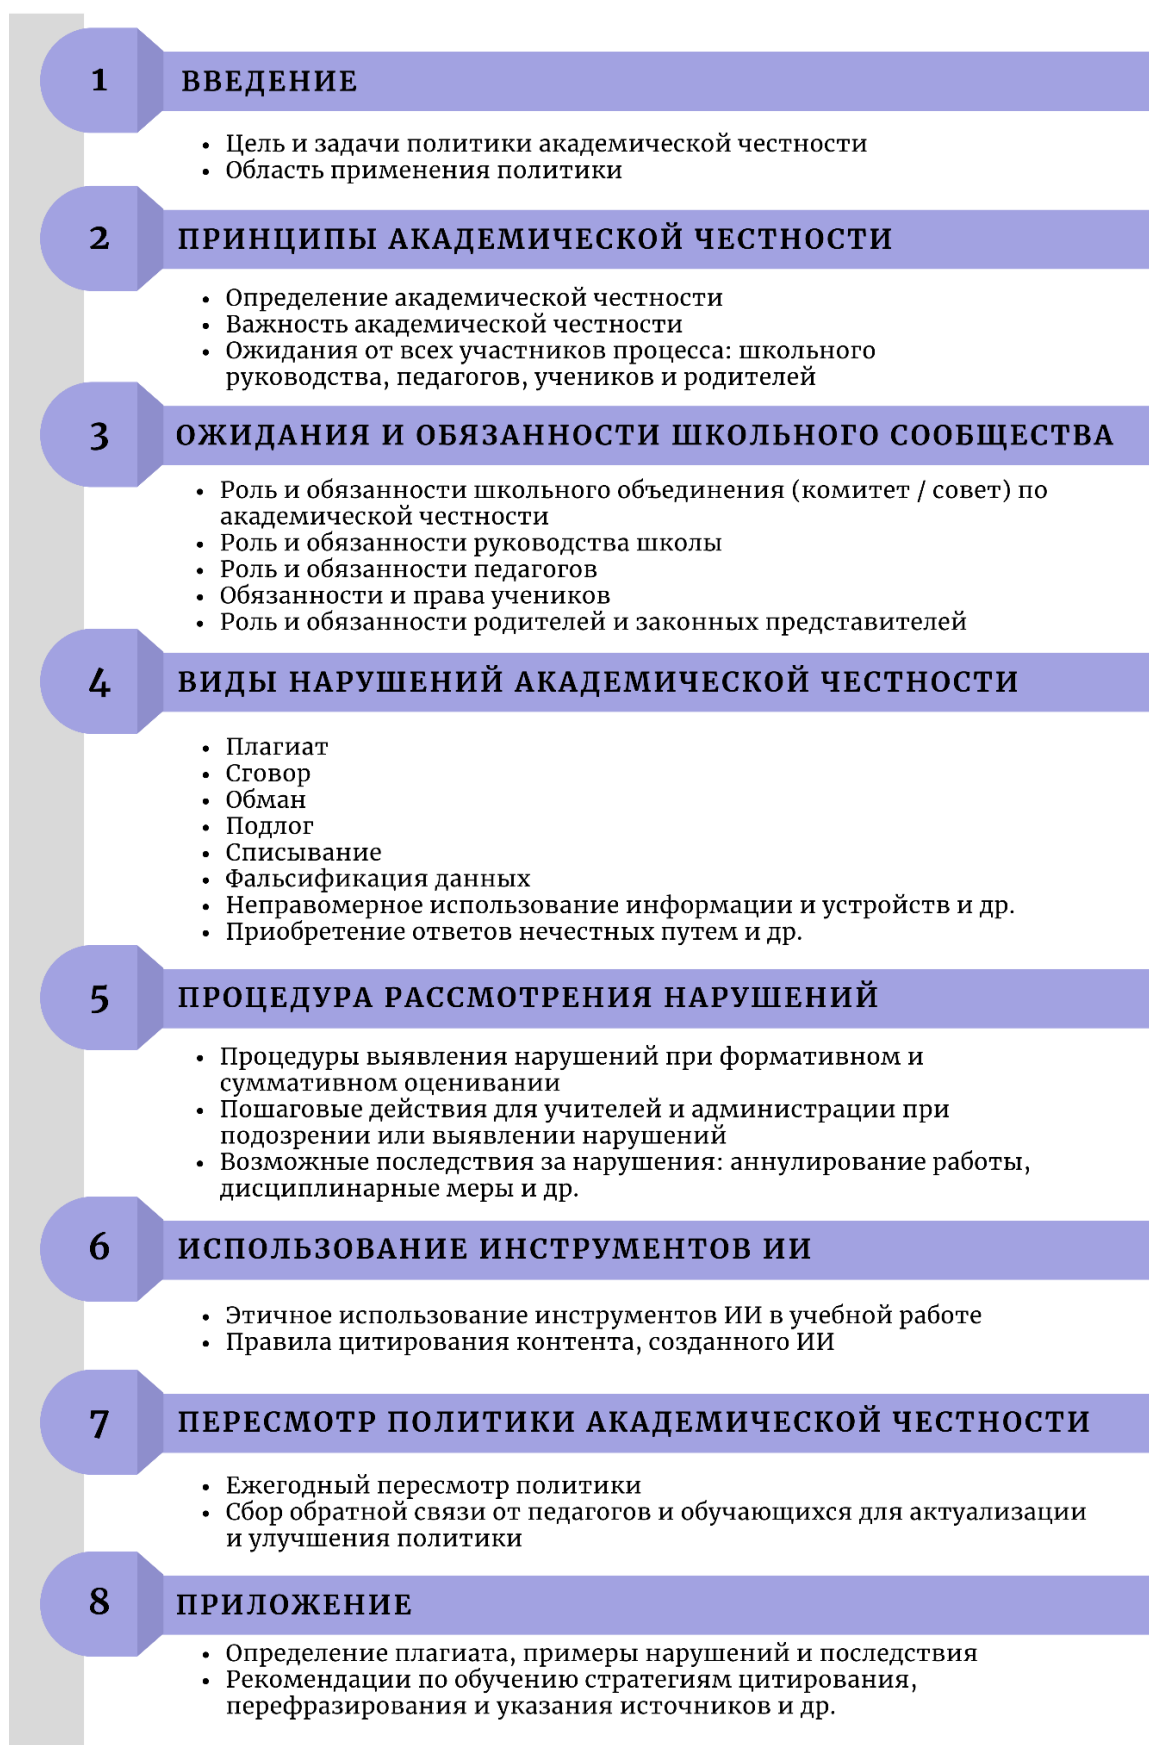 1
ВВЕДЕНИЕ
• Цель и задачи политики академической честности
• Область применения политики
2
ПРИНЦИПЫ АКАДЕМИЧЕСКОЙ ЧЕСТНОСТИ
• Определение академической честности
• Важность академической честности
• Ожидания от всех участников процесса: школьного
руководства, педагогов, учеников и родителей
3
ОЖИДАНИЯ И ОБЯЗАННОСТИ ШКОЛЬНОГО СООБЩЕСТВА
• Роль и обязанности школьного объединения (комитет / совет) по
академической честности
• Роль и обязанности руководства школы
• Роль и обязанности педагогов
• Обязанности и права учеников
• Роль и обязанности родителей и законных представителей
4
ВИДЫ НАРУШЕНИЙ АКАДЕМИЧЕСКОЙ ЧЕСТНОСТИ
• Плагиат
• Сговор
• Обман
• Подлог
• Списывание
• Фальсификация данных
• Неправомерное использование информации и устройств и др.
• Приобретение ответов нечестных путем и др.
5
ПРОЦЕДУРА РАССМОТРЕНИЯ НАРУШЕНИЙ
• Процедуры выявления нарушений при формативном и
суммативном оценивании
• Пошаговые действия для учителей и администрации при
подозрении или выявлении нарушений
• Возможные последствия за нарушения: аннулирование работы,
дисциплинарные меры и др.
6
ИСПОЛЬЗОВАНИЕ ИНСТРУМЕНТОВ ИИ
• Этичное использование инструментов ИИ в учебной работе
• Правила цитирования контента, созданного ИИ
7
ПЕРЕСМОТР ПОЛИТИКИ АКАДЕМИЧЕСКОЙ ЧЕСТНОСТИ
• Ежегодный пересмотр политики
• Сбор обратной связи от педагогов и обучающихся для актуализации
и улучшения политики
8
ПРИЛОЖЕНИЕ
• Определение плагиата, примеры нарушений и последствия
• Рекомендации по обучению стратегиям цитирования,
перефразирования и указания источников и др.